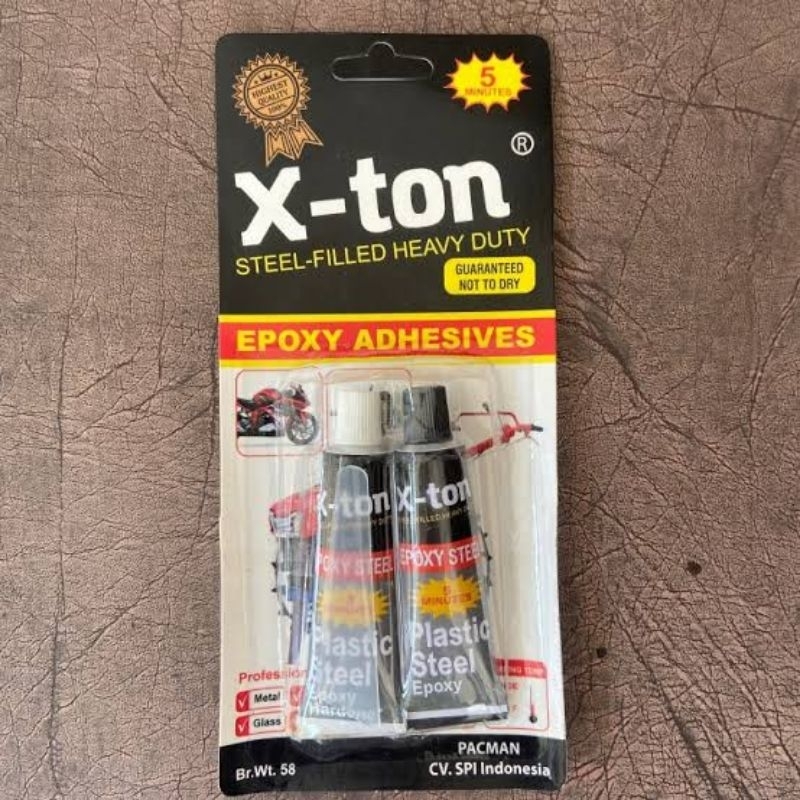 HIGHEST
QUALITY
100%
5
MINUTES
X-ton®
STEEL-FILLED HEAVY DUTY
GUARANTEED
NOT TO DRY
EPOXY ADHESIVES
X-ton
EPOXY STEEL
Plastic
Steel
Epoxy
Hardener
X-ton
EPOXY STEEL
5
MINUTES
Plastic
Steel
Epoxy
Metal
Glass
PACMAN
CV. SPI Indonesia
Br.Wt. 58